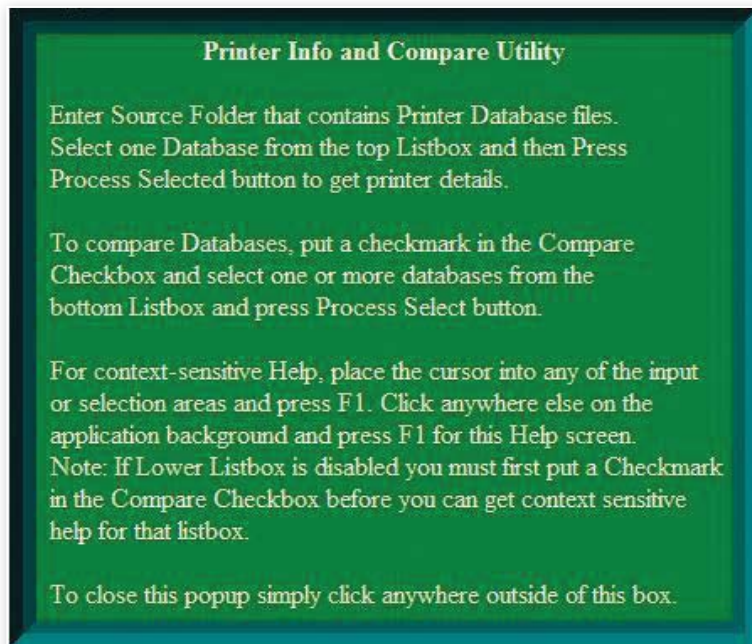 Printer Info and Compare Utility
Enter Source Folder that contains Printer Database files.
Select one Database from the top Listbox and then Press
Process Selected button to get printer details.
To compare Databases, put a checkmark in the Compare
Checkbox and select one or more databases from the
bottom Listbox and press Process Select button.
For context-sensitive Help, place the cursor into any of the input
or selection areas and press F1. Click anywhere else on the
application background and press F1 for this Help screen.
Note: If Lower Listbox is disabled you must first put a Checkmark
in the Compare Checkbox before you can get context sensitive
help for that listbox.
To close this popup simply click anywhere outside of this box.